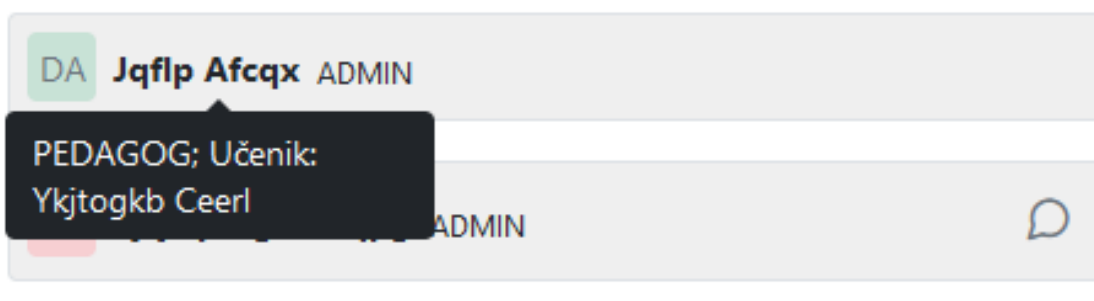 DA Jqflp Afcqx ADMIN
PEDAGOG; Učenik:
Ykjtogkb Ceerl
ADMIN